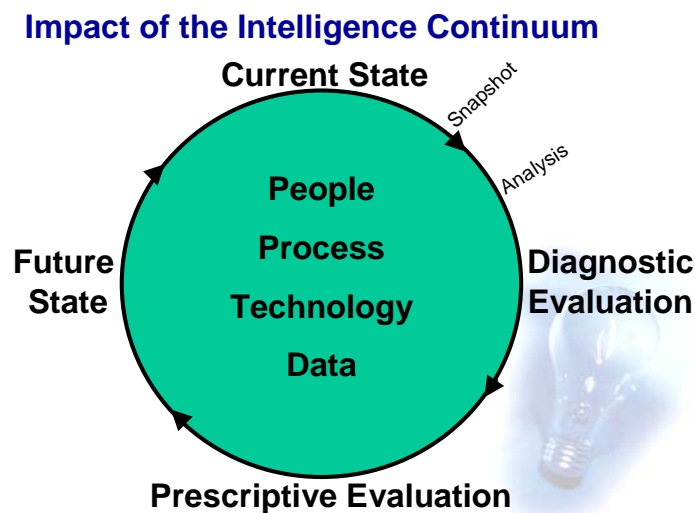 Impact of the Intelligence Continuum
Current State
Snapshot
Analysis
People
Process
Technology
Data
Future
State
Diagnostic
Evaluation
Prescriptive Evaluation